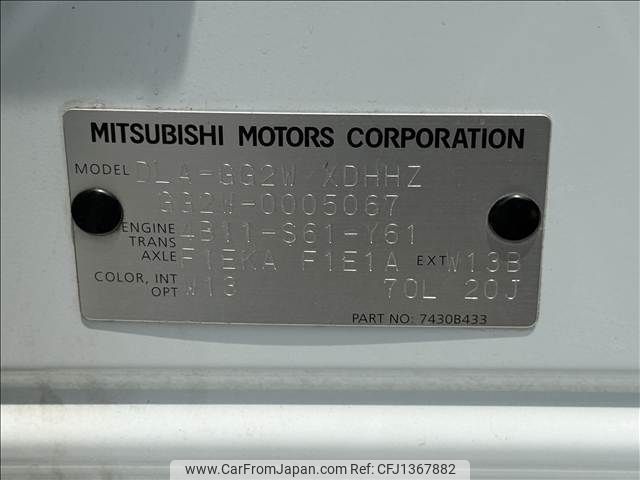 MITSUBISHI MOTORS CORPORATION
MODEL DLA-GG2W XDHHZ
GG2W-0005067
ENGINE 4B11-S61-Y61
TRANS
AXLE F1EKA F1E1A EXT W13B
COLOR, INT W13 70L 20J
OPT
PART NO: 7430B433
www.CarFromJapan.com © CarFromJapan: CFJ1367882